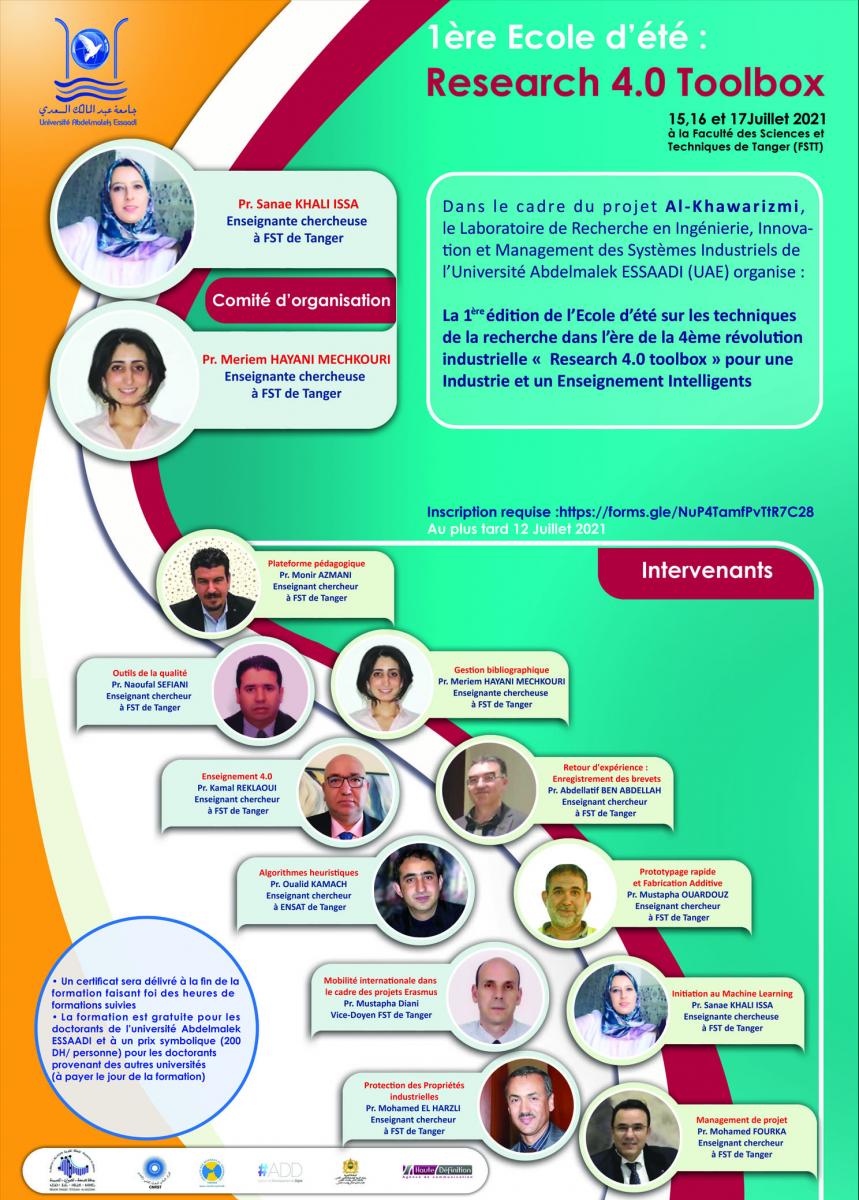 1ère Ecole d'été :
Research 4.0 Toolbox
15,16 et 17Juillet 2021
à la Faculté des Sciences et
Techniques de Tanger (FSTT)
جامعة عبد المالك السعدي
Université Abdelmalek Essaadi
Pr. Sanae KHALI ISSA
Enseignante chercheuse
à FST de Tanger
Comité d'organisation
Pr. Meriem HAYANI MECHKOURI
Enseignante chercheuse
à FST de Tanger
Dans le cadre du projet Al-Khawarizmi,
le Laboratoire de Recherche en Ingénierie, Innova-
tion et Management des Systèmes Industriels de
l'Université Abdelmalek ESSAADI (UAE) organise :
La 1ère édition de l'Ecole d'été sur les techniques
de la recherche dans l'ère de la 4ème révolution
industrielle « Research 4.0 toolbox » pour une
Industrie et un Enseignement Intelligents
Inscription requise :https://forms.gle/NuP4TamfPvTtR7C28
Au plus tard 12 Juillet 2021
Intervenants
Plateforme pédagogique
Pr. Monir AZMANI
Enseignant chercheur
à FST de Tanger
Outils de la qualité
Pr. Naoufal SEFIANI
Enseignant chercheur
à FST de Tanger
Gestion bibliographique
Pr. Meriem HAYANI MECHKOURI
Enseignante chercheuse
à FST de Tanger
Enseignement 4.0
Pr. Kamal REKLAOUI
Enseignant chercheur
à FST de Tanger
Retour d'expérience :
Enregistrement des brevets
Pr. Abdellatif BEN ABDELLAH
Enseignant chercheur
à FST de Tanger
Algorithmes heuristiques
Pr. Oualid KAMACH
Enseignant chercheur
à ENSAT de Tanger
Prototypage rapide
et Fabrication Additive
Pr. Mustapha OUARDOUZ
Enseignant chercheur
à FST de Tanger
Mobilité internationale dans
le cadre des projets Erasmus
Pr. Mustapha Diani
Vice-Doyen FST de Tanger
Initiation au Machine Learning
Pr. Sanae KHALI ISSA
Enseignante chercheuse
à FST de Tanger
Protection des Propriétés
industrielles
Pr. Mohamed EL HARZLI
Enseignant chercheur
à FST de Tanger
Management de projet
Pr. Mohamed FOURKA
Enseignant chercheur
à FST de Tanger
• Un certificat sera délivré à la fin de la
formation faisant foi des heures de
formations suivies
• La formation est gratuite pour les
doctorants de l'université Abdelmalek
ESSAADI et à un prix symbolique (200
DH/ personne) pour les doctorants
provenant des autres universités
(à payer le jour de la formation)
CNRST
#ADD
Haute Définition
Agence de communication